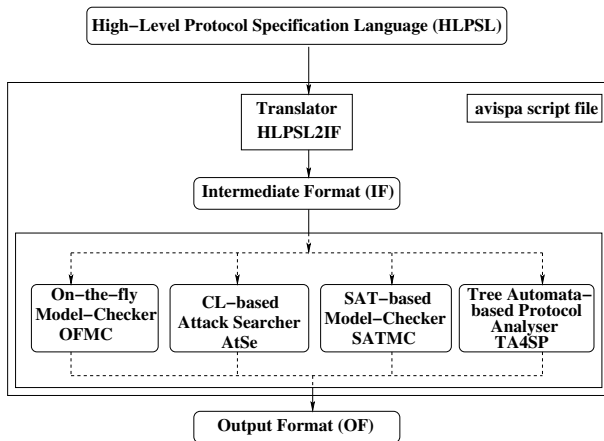 High-Level Protocol Specification Language (HLPSL)
Translator
HLPSL2IF
avispa script file
Intermediate Format (IF)
On-the-fly
Model-Checker
OFMC
CL-based
Attack Searcher
AtSe
SAT-based
Model-Checker
SATMC
Tree Automata-
based Protocol
Analyser
TA4SP
Output Format (OF)